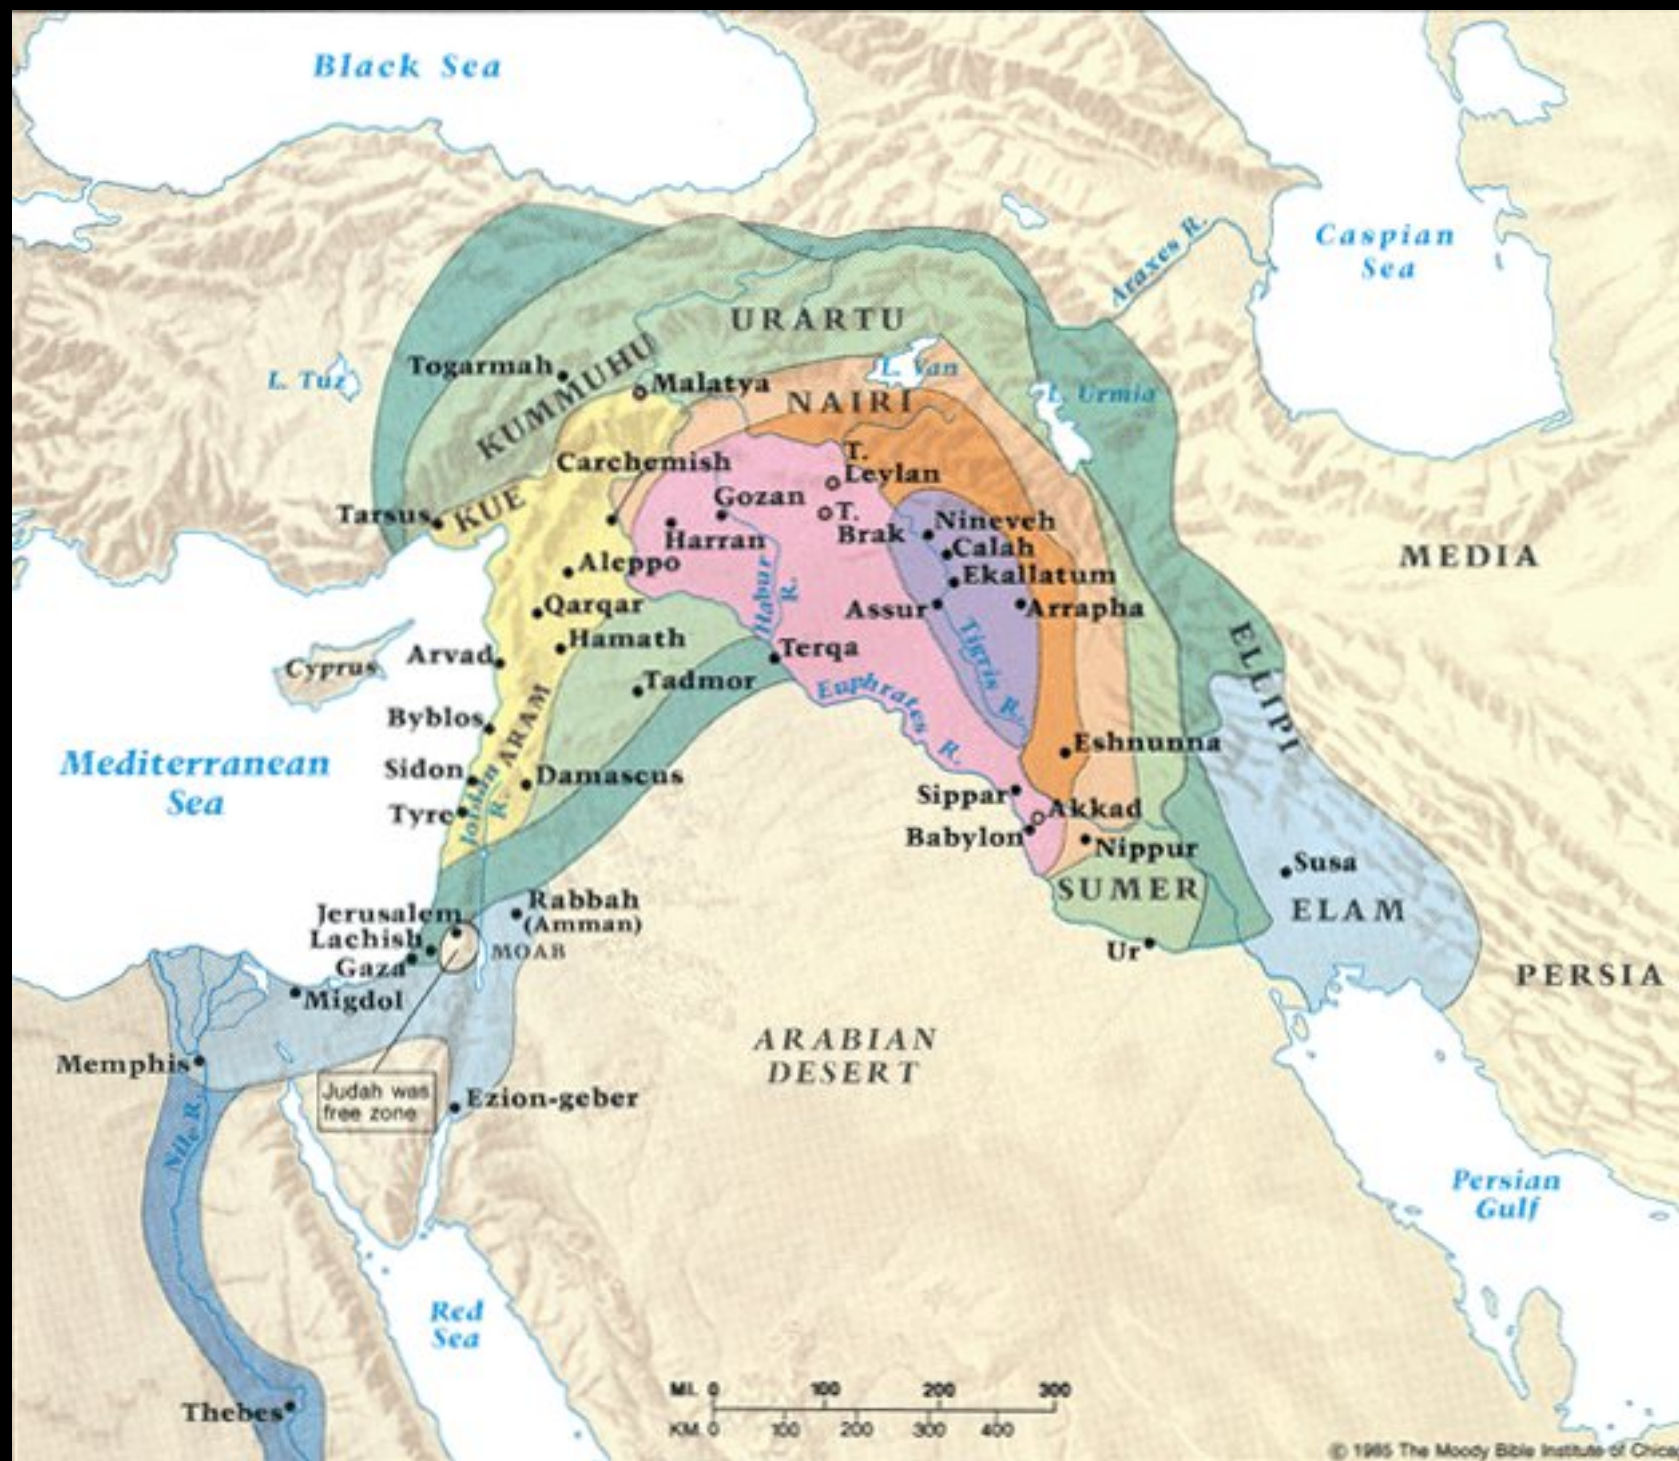 Black Sea
Caspian
Sea
Araxes R.
URARTU
L. Tuz
Togarmah
KUMMUHU
Malatya
L. Van
NAIRI
L. Urmia
Carchemish
T.
Leylan
Gozan
Tarsus
KUE
T.
Brak
Nineveh
Harran
Calah
MEDIA
Aleppo
Ekallatum
Habur
R.
Qarqar
Assur
Arrapha
Hamath
Tigris R.
ELLIPI
Arvad
Cyprus
Terqa
Tadmor
Euphrates R.
Byblos
ARAM
Mediterranean
Sea
Sidon
Damascus
Eshnunna
Jordan
R.
Tyre
Sippar
Akkad
Babylon
Nippur
Susa
SUMER
ELAM
Rabbah
(Amman)
Jerusalem
Lachish
MOAB
Ur
Gaza
PERSIA
Migdol
ARABIAN
DESERT
Memphis
Judah was
free zone
Ezion-geber
Nile R.
Persian
Gulf
Red
Sea
MI. 0 100 200 300
KM. 0 100 200 300 400
Thebes
© 1985 The Moody Bible Institute of Chica